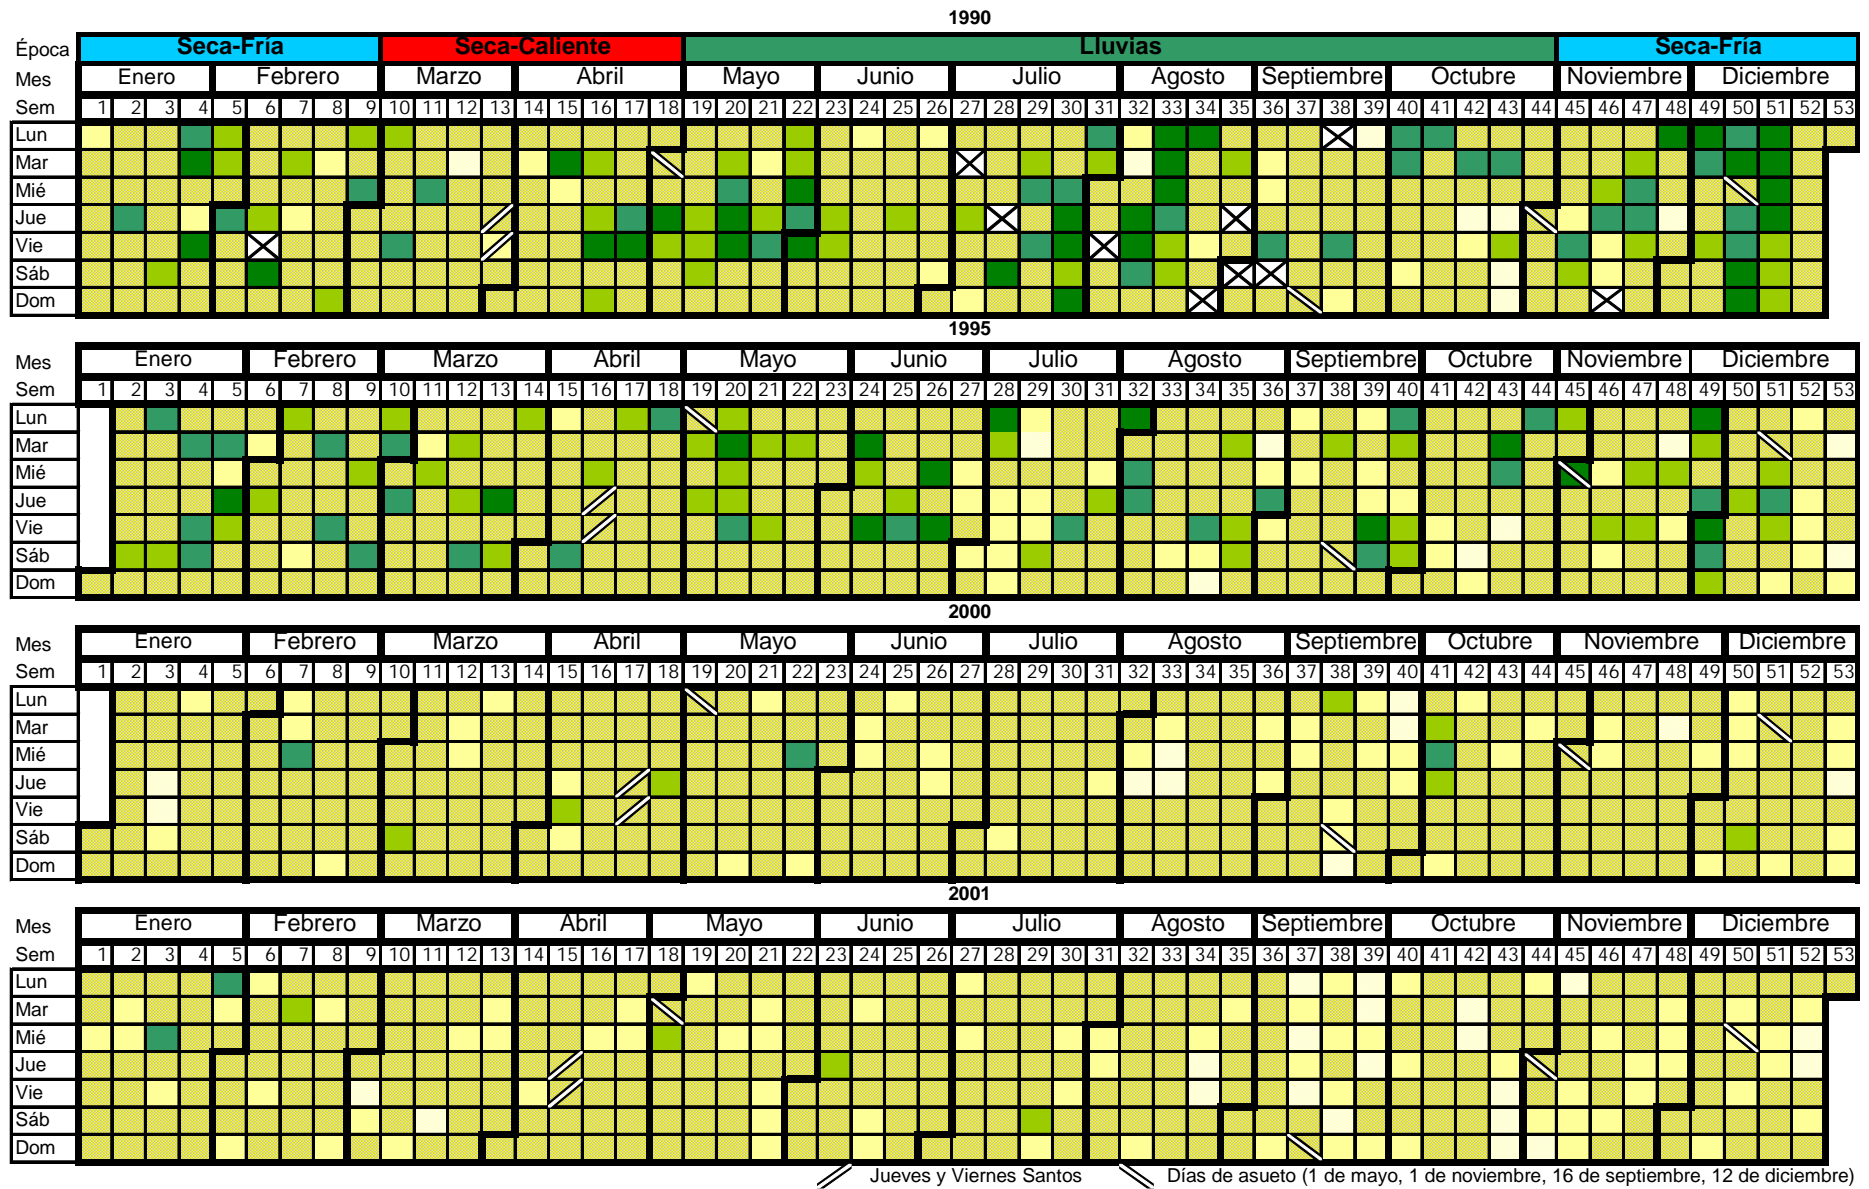 1990
Época Seca-Fría Seca-Caliente Lluvias Seca-Fría
Mes Enero Febrero Marzo Abril Mayo Junio Julio Agosto Septiembre Octubre Noviembre Diciembre
Sem 1 2 3 4 5 6 7 8 9 10 11 12 13 14 15 16 17 18 19 20 21 22 23 24 25 26 27 28 29 30 31 32 33 34 35 36 37 38 39 40 41 42 43 44 45 46 47 48 49 50 51 52 53
Lun
Mar
Mié
Jue
Vie
Sáb
Dom
1995
Mes Enero Febrero Marzo Abril Mayo Junio Julio Agosto Septiembre Octubre Noviembre Diciembre
Sem 1 2 3 4 5 6 7 8 9 10 11 12 13 14 15 16 17 18 19 20 21 22 23 24 25 26 27 28 29 30 31 32 33 34 35 36 37 38 39 40 41 42 43 44 45 46 47 48 49 50 51 52 53
Lun
Mar
Mié
Jue
Vie
Sáb
Dom
2000
Mes Enero Febrero Marzo Abril Mayo Junio Julio Agosto Septiembre Octubre Noviembre Diciembre
Sem 1 2 3 4 5 6 7 8 9 10 11 12 13 14 15 16 17 18 19 20 21 22 23 24 25 26 27 28 29 30 31 32 33 34 35 36 37 38 39 40 41 42 43 44 45 46 47 48 49 50 51 52 53
Lun
Mar
Mié
Jue
Vie
Sáb
Dom
2001
Mes Enero Febrero Marzo Abril Mayo Junio Julio Agosto Septiembre Octubre Noviembre Diciembre
Sem 1 2 3 4 5 6 7 8 9 10 11 12 13 14 15 16 17 18 19 20 21 22 23 24 25 26 27 28 29 30 31 32 33 34 35 36 37 38 39 40 41 42 43 44 45 46 47 48 49 50 51 52 53
Lun
Mar
Mié
Jue
Vie
Sáb
Dom
Jueves y Viernes Santos Días de asueto (1 de mayo, 1 de noviembre, 16 de septiembre, 12 de diciembre)